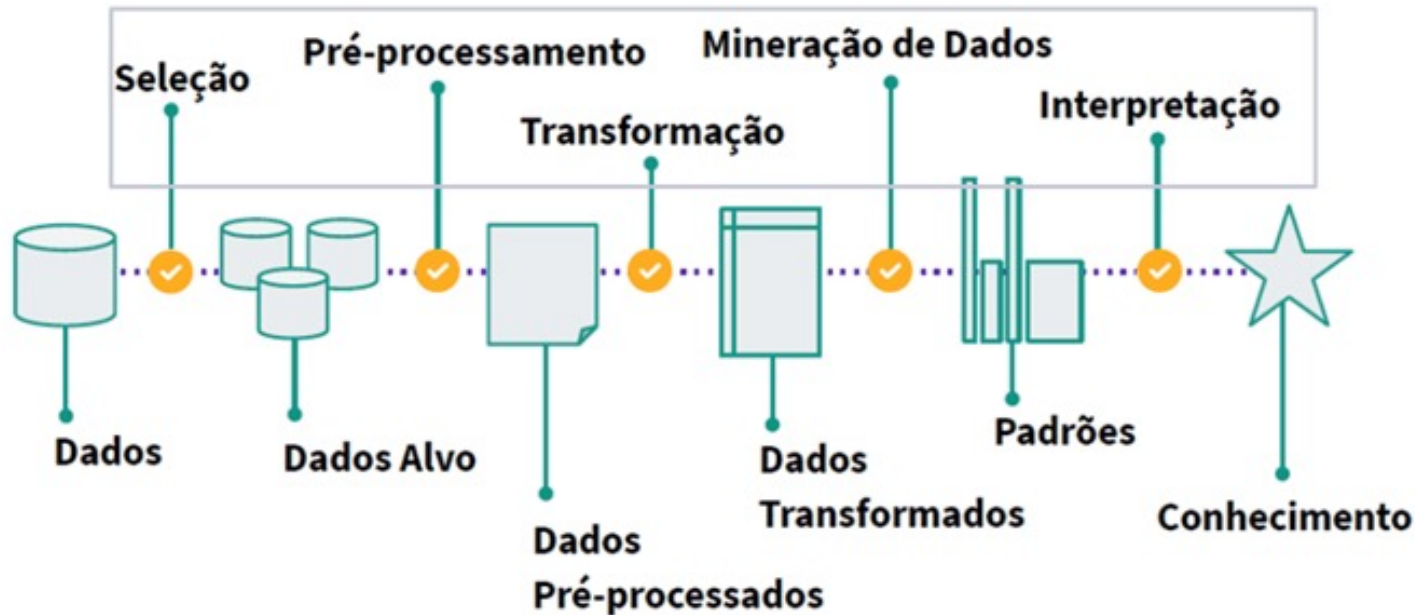 Seleção
Pré-processamento
Transformação
Mineração de Dados
Interpretação
Dados
Dados Alvo
Dados
Pré-processados
Dados
Transformados
Padrões
Conhecimento